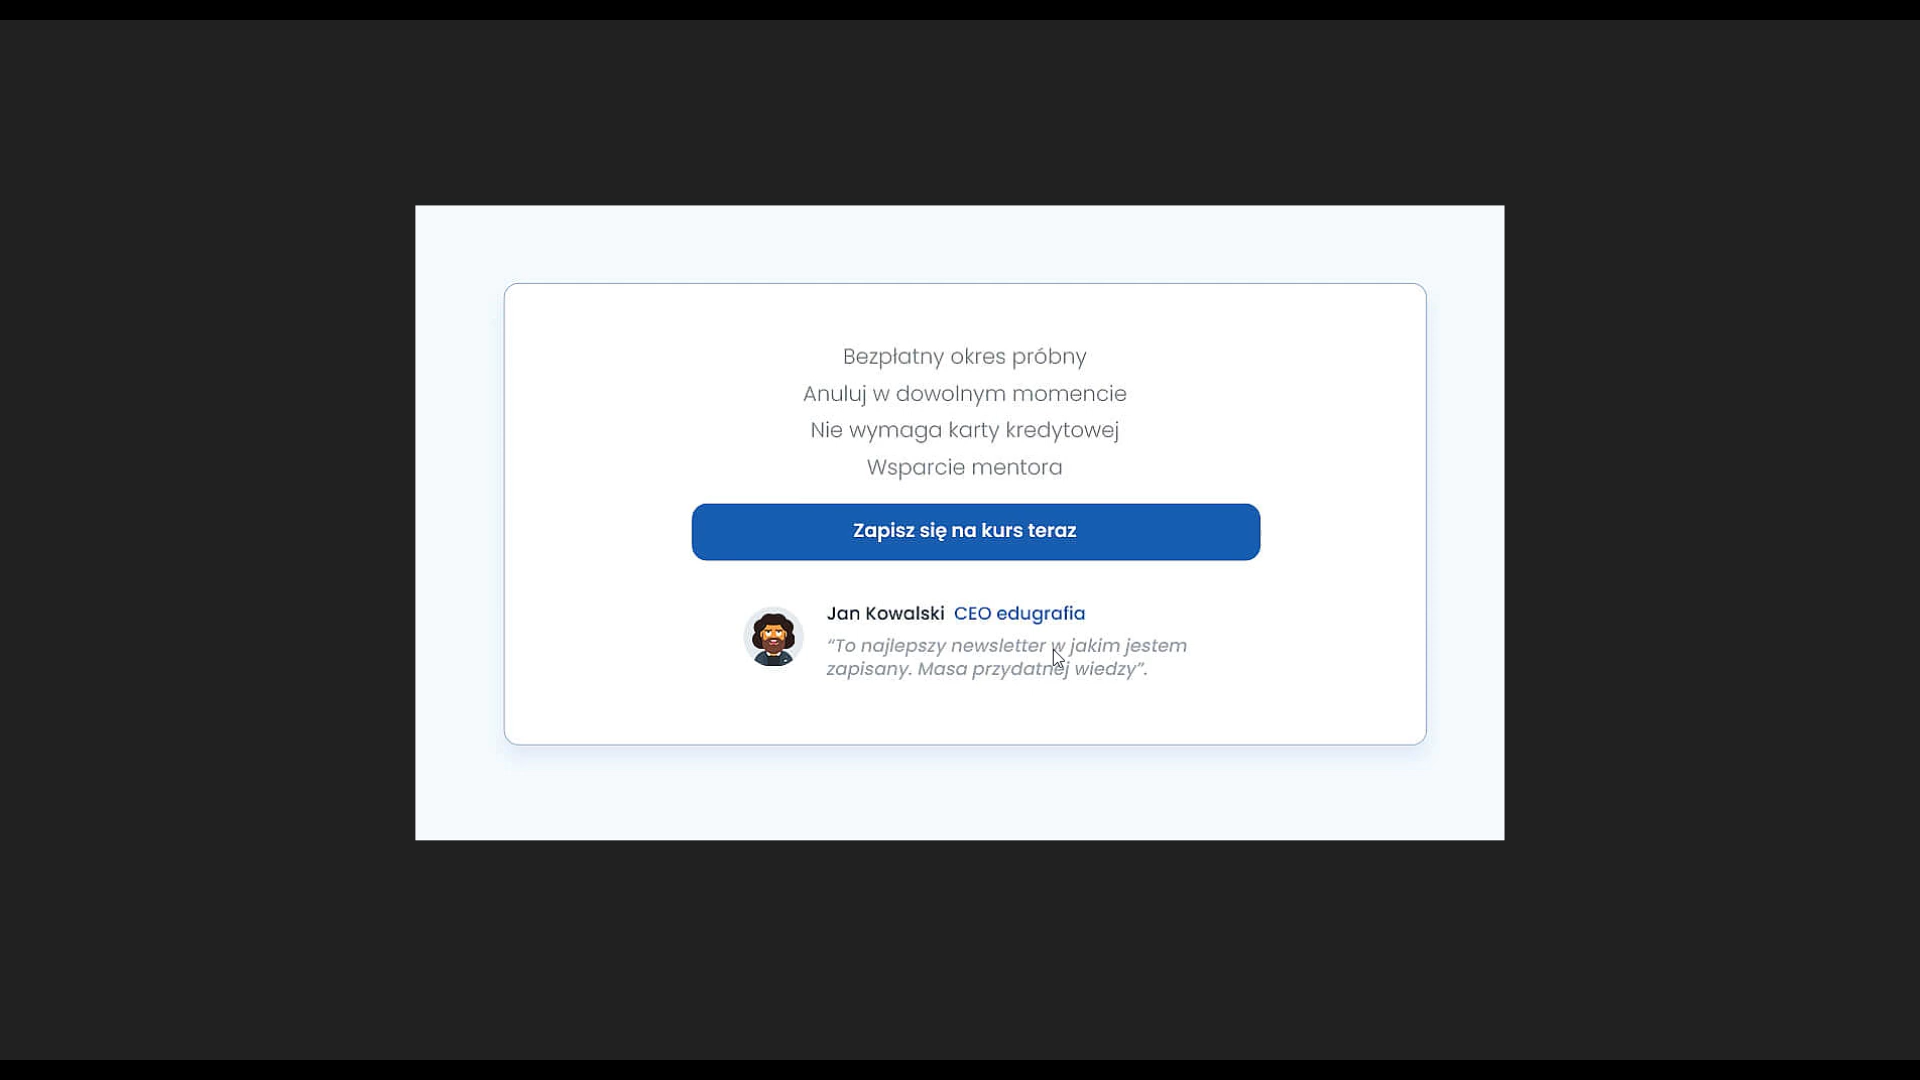 Bezpłatny okres próbny
Anuluj w dowolnym momencie
Nie wymaga karty kredytowej
Wsparcie mentora
Zapisz się na kurs teraz
Jan Kowalski CEO edugrafia
“To najlepszy newsletter w jakim jestem
zapisany. Masa przydatnej wiedzy”.